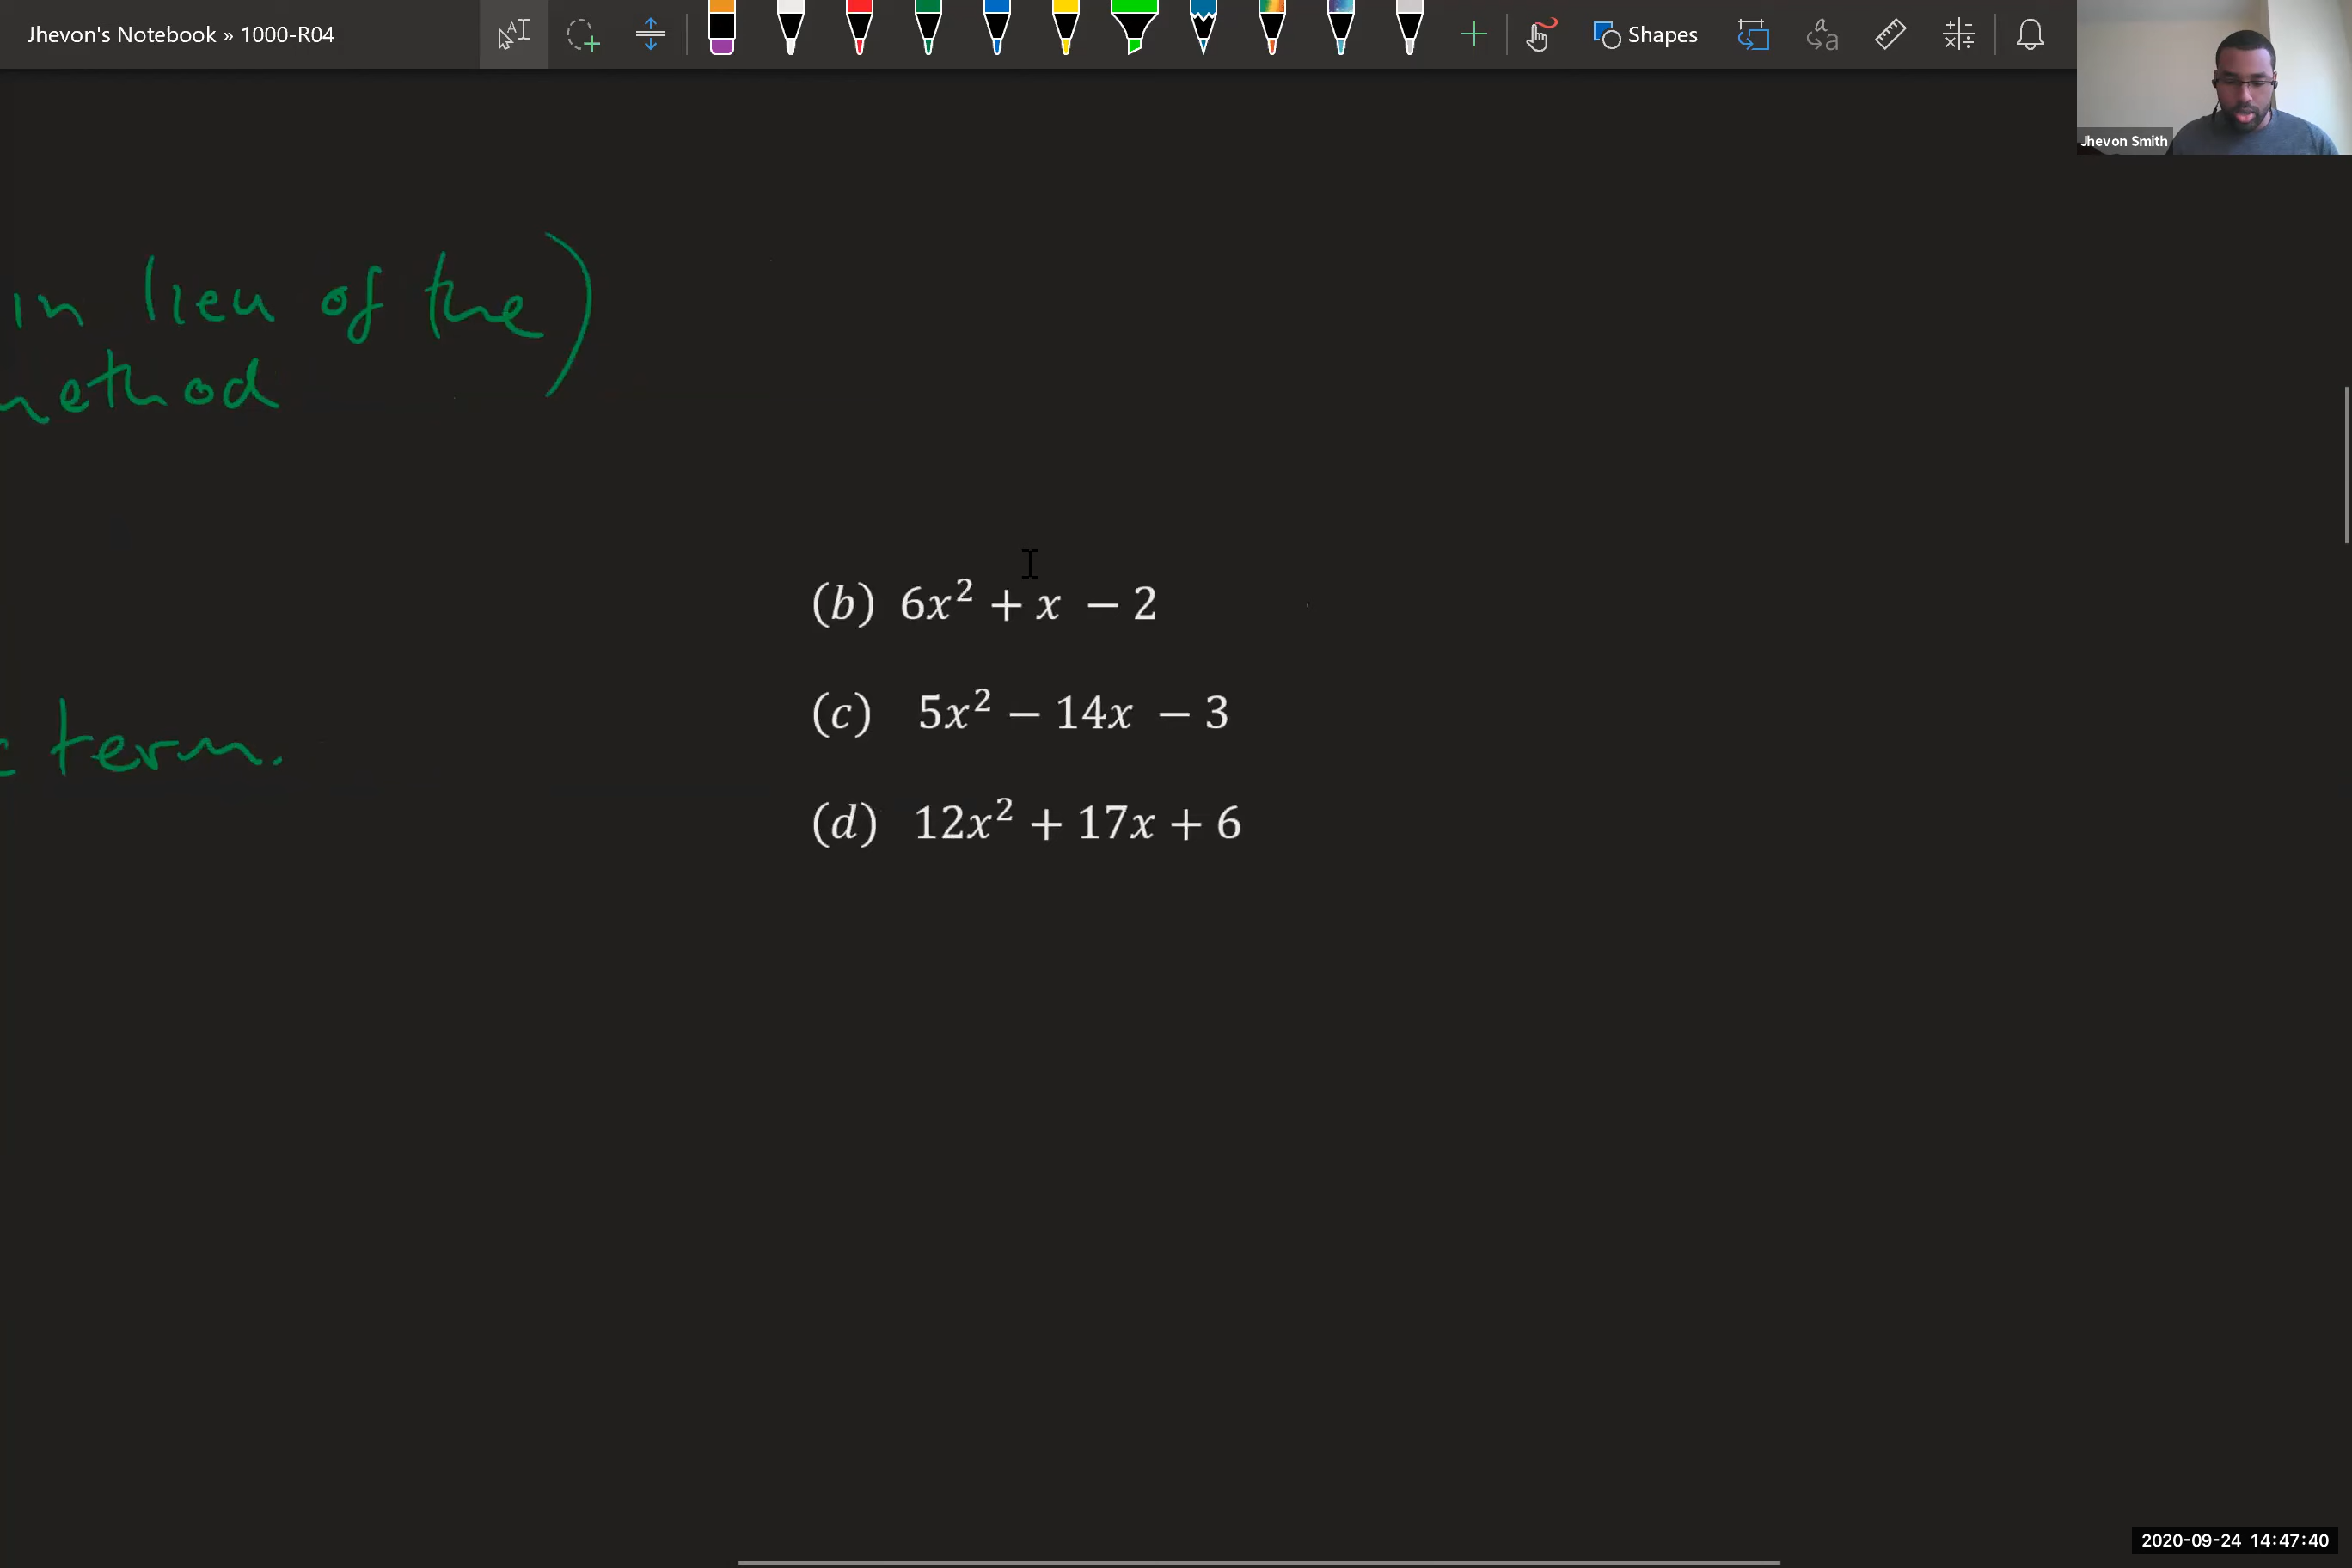 Jhevon's Notebook » 1000-R04
Shapes
Jhevon Smith
in lieu of the)
method
term.
(b) 6x² + x − 2
(c) 5x² − 14x − 3
(d) 12x² + 17x + 6
2020-09-24 14:47:40